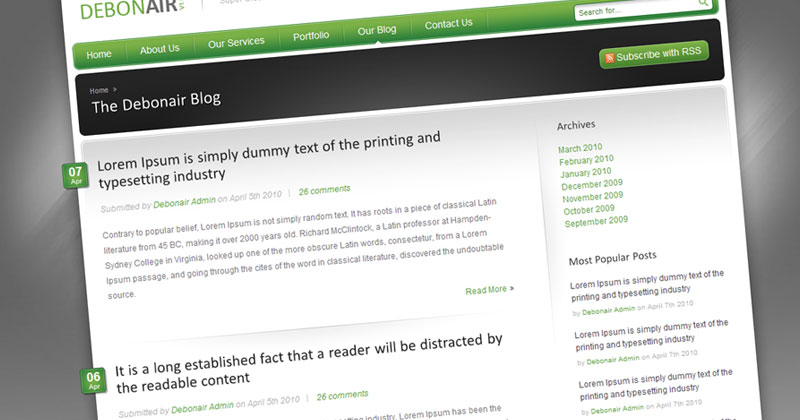 DEBONAIR
Home
About Us
Our Services
Portfolio
Our Blog
Contact Us
Search for...
Home >
The Debonair Blog
Subscribe with RSS
07
Apr
Lorem Ipsum is simply dummy text of the printing and
typesetting industry
Submitted by Debonair Admin on April 5th 2010 | 26 comments
Contrary to popular belief, Lorem Ipsum is not simply random text. It has roots in a piece of classical Latin
literature from 45 BC, making it over 2000 years old. Richard McClintock, a Latin professor at Hampden-
Sydney College in Virginia, looked up one of the more obscure Latin words, consectetur, from a Lorem
Ipsum passage, and going through the cites of the word in classical literature, discovered the undoubtable
source.
Read More »
06
Apr
It is a long established fact that a reader will be distracted by
the readable content
Submitted by Debonair Admin on April 5th 2010 | 26 comments
industry. Lorem Ipsum has been the
Archives
March 2010
February 2010
January 2010
December 2009
November 2009
October 2009
September 2009
Most Popular Posts
Lorem Ipsum is simply dummy text of the
printing and typesetting industry
by Debonair Admin on April 7th 2010
Lorem Ipsum is simply dummy text of the
printing and typesetting industry
by Debonair Admin on April 7th 2010
Lorem Ipsum is simply dummy text of the
printing and typesetting industry
by Debonair Admin on April 7th 2010